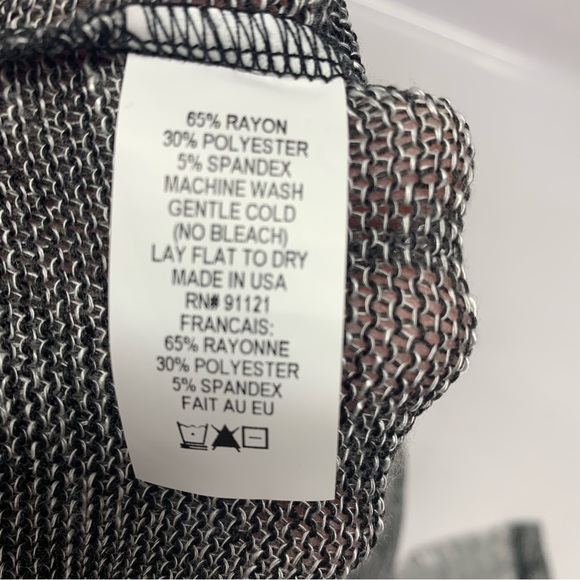 65% RAYON
30% POLYESTER
5% SPANDEX
MACHINE WASH
GENTLE COLD
(NO BLEACH)
LAY FLAT TO DRY
MADE IN USA
RN# 91121
FRANCAIS:
65% RAYONNE
30% POLYESTER
5% SPANDEX
FAIT AU EU